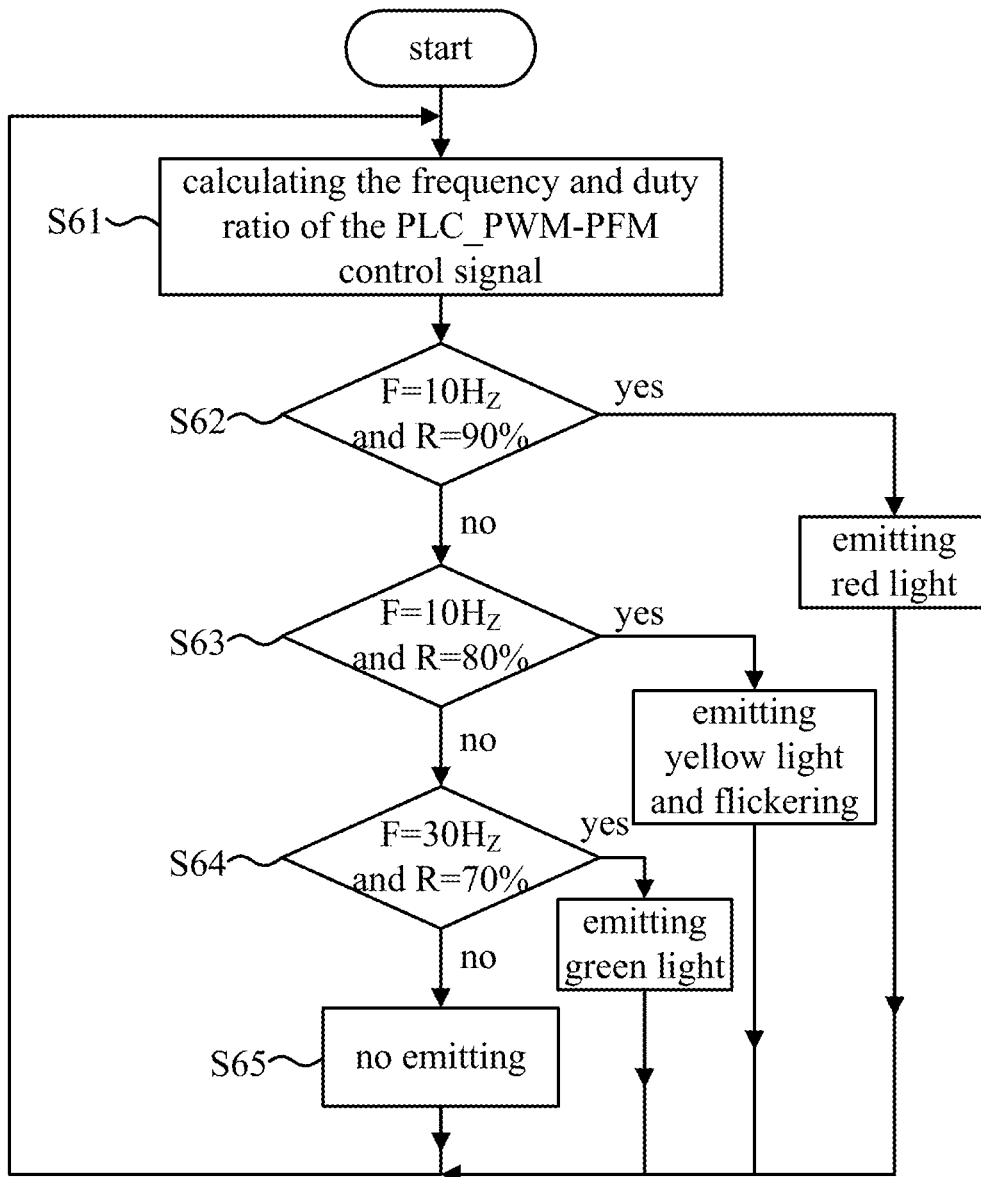 start
calculating the frequency and duty
ratio of the PLC_PWM-PFM
control signal
S61
F=10HZ
and R=90%
yes
S62
no
emitting
red light
F=10HZ
and R=80%
yes
S63
no
emitting
yellow light
and flickering
F=30HZ
and R=70%
yes
S64
no
emitting
green light
no emitting
S65